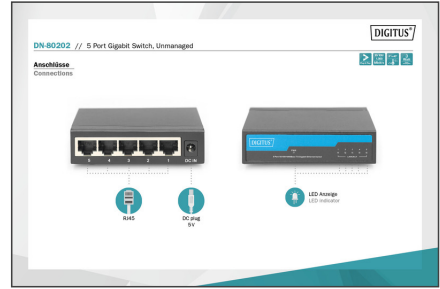 DIGITUS®
DN-80202 // 5 Port Gigabit Switch, Unmanaged
Anschlüsse
Connections
DIGITUS
5 4 3 2 1 DC IN
RJ45
DC plug
5V
LED Anzeige
LED indicator